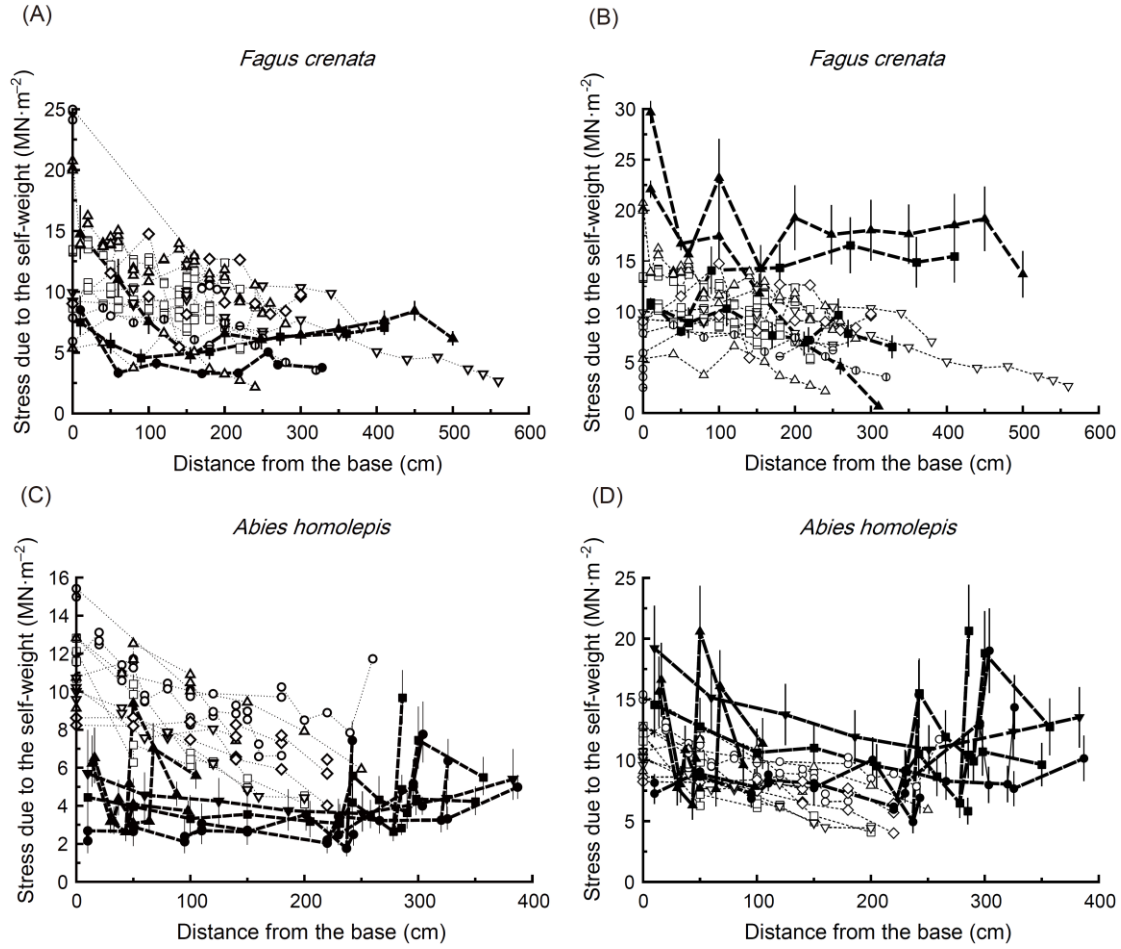 (A)
Fagus crenata
Stress due to the self-weight (MN·m⁻²)
25
20
15
10
5
0
0 100 200 300 400 500 600
Distance from the base (cm)
(B)
Fagus crenata
Stress due to the self-weight (MN·m⁻²)
30
25
20
15
10
5
0
0 100 200 300 400 500 600
Distance from the base (cm)
(C)
Abies homolepis
Stress due to the self-weight (MN·m⁻²)
16
14
12
10
8
6
4
2
0
0 100 200 300 400
Distance from the base (cm)
(D)
Abies homolepis
Stress due to the self-weight (MN·m⁻²)
25
20
15
10
5
0
0 100 200 300 400
Distance from the base (cm)